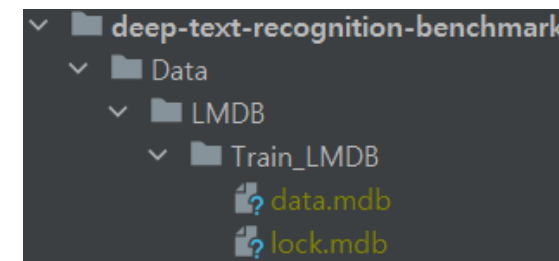 deep-text-recognition-benchmark
Data
LMDB
Train_LMDB
data.mdb
lock.mdb